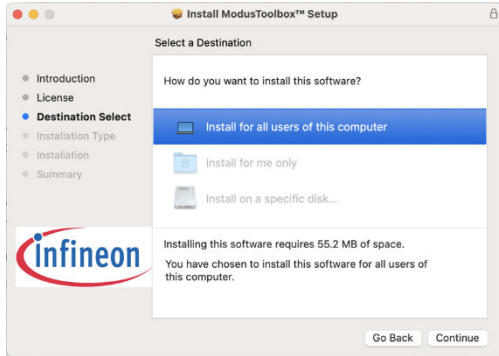 Install ModusToolbox™ Setup
Select a Destination
Introduction
License
Destination Select
Installation Type
Installation
Summary
How do you want to install this software?
Install for all users of this computer
Install for me only
Install on a specific disk...
infineon
Installing this software requires 55.2 MB of space.
You have chosen to install this software for all users of
this computer.
Go Back
Continue